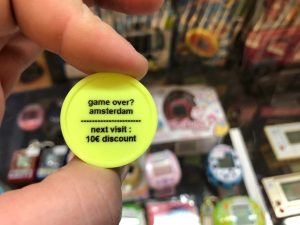 game over?
amsterdam
------------------------
next visit :
10€ discount